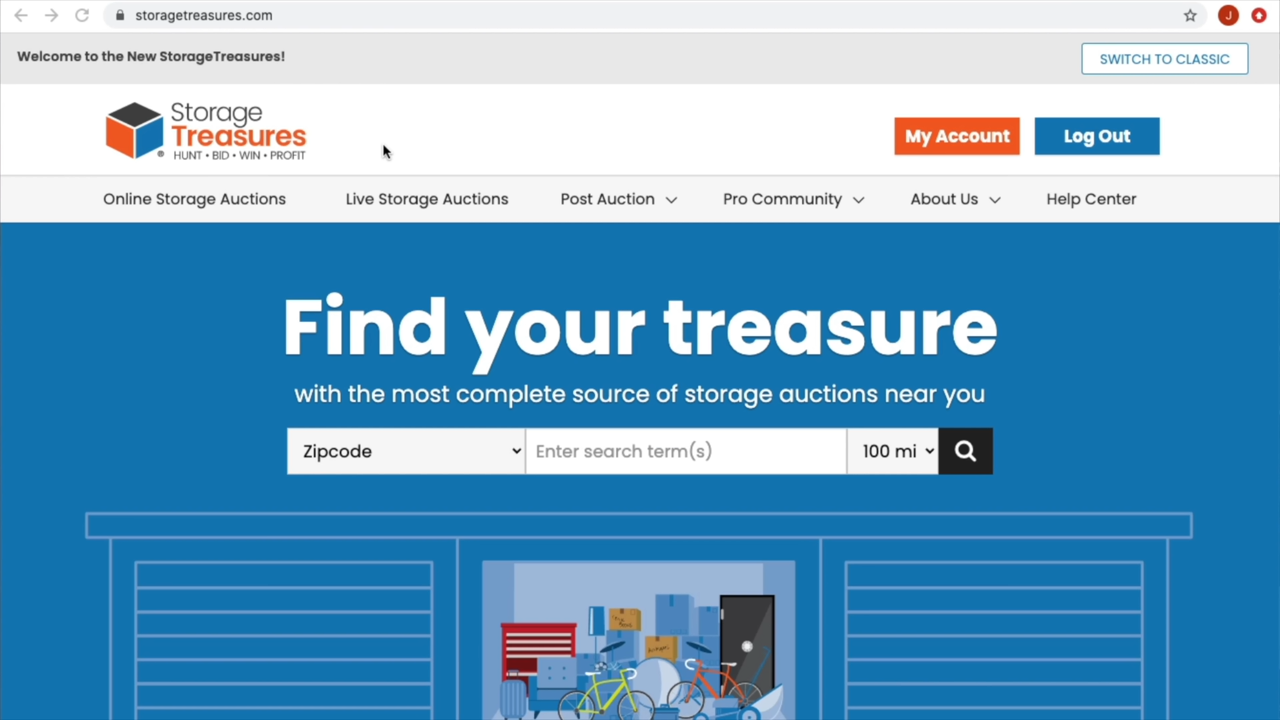 storagetreasures.com
J
Welcome to the New StorageTreasures!
SWITCH TO CLASSIC
Storage
Treasures
HUNT • BID • WIN • PROFIT
My Account
Log Out
Online Storage Auctions
Live Storage Auctions
Post Auction
Pro Community
About Us
Help Center
Find your treasure
with the most complete source of storage auctions near you
Zipcode
Enter search term(s)
100 mi